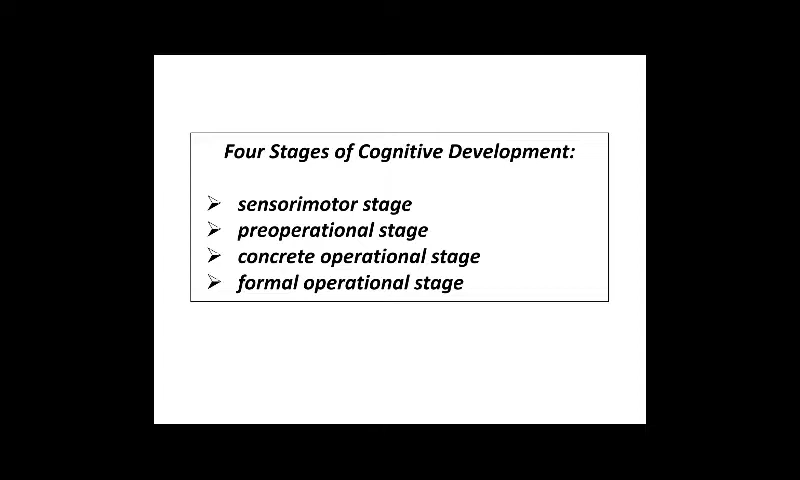 Four Stages of Cognitive Development:
➢ sensorimotor stage
➢ preoperational stage
➢ concrete operational stage
➢ formal operational stage